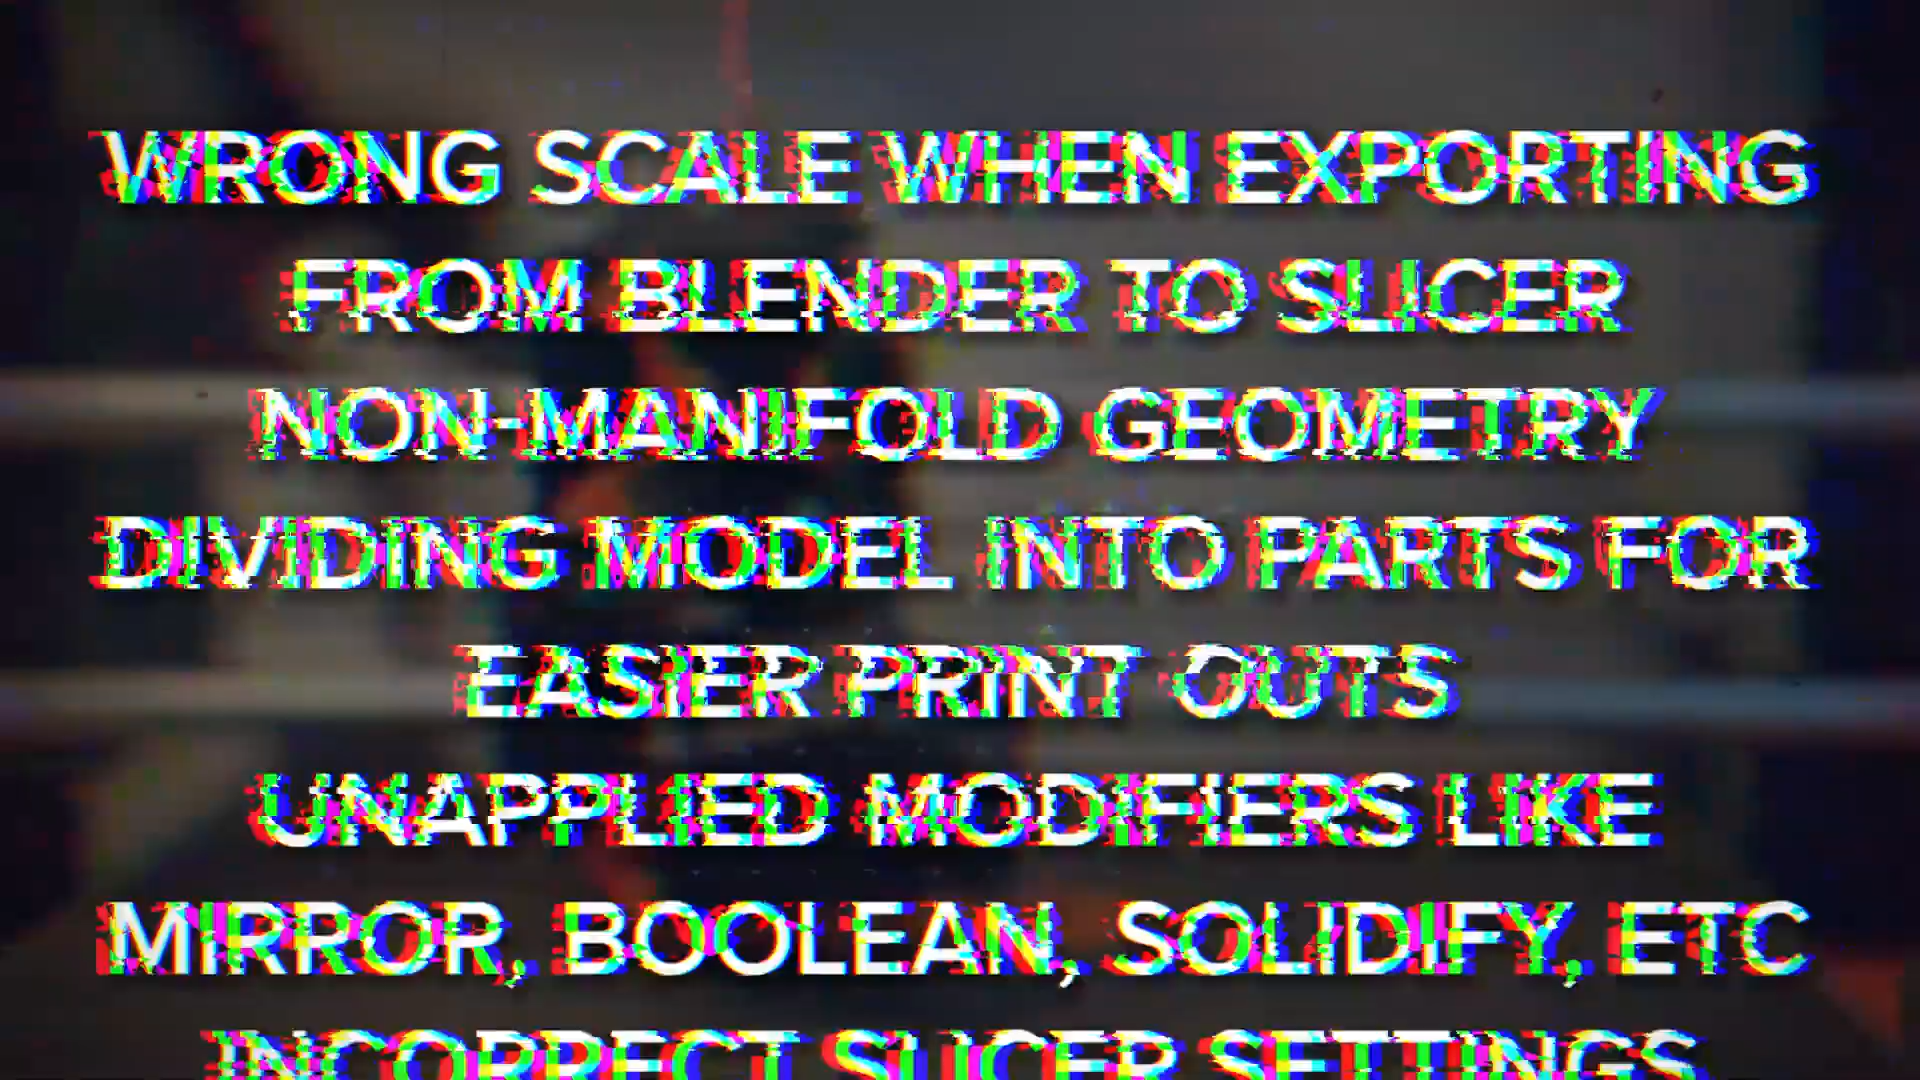 WRONG SCALE WHEN EXPORTING
FROM BLENDER TO SLICER
NON-MANIFOLD GEOMETRY
DIVIDING MODEL INTO PARTS FOR
EASIER PRINT OUTS
UNAPPLIED MODIFIERS LIKE
MIRROR, BOOLEAN, SOLIDIFY, ETC
INCORRECT SLICER SETTINGS